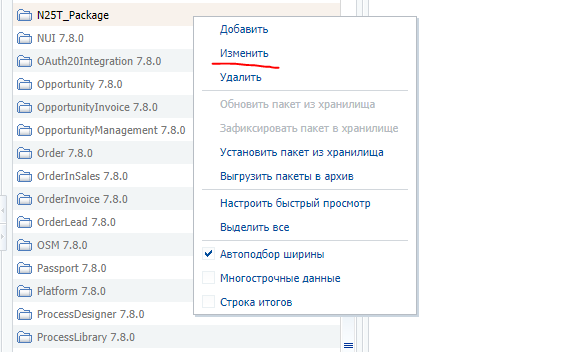 N25T_Package
NUI 7.8.0
OAuth20Integration 7.8.0
Opportunity 7.8.0
OpportunityInvoice 7.8.0
OpportunityManagement 7.8.0
Order 7.8.0
OrderInSales 7.8.0
OrderInvoice 7.8.0
OrderLead 7.8.0
OSM 7.8.0
Passport 7.8.0
Platform 7.8.0
ProcessDesigner 7.8.0
ProcessLibrary 7.8.0
Добавить
Изменить
Удалить
Обновить пакет из хранилища
Зафиксировать пакет в хранилище
Установить пакет из хранилища
Выгрузить пакеты в архив
Настроить быстрый просмотр
Выделить все
Автоподбор ширины
Многострочные данные
Строка итогов